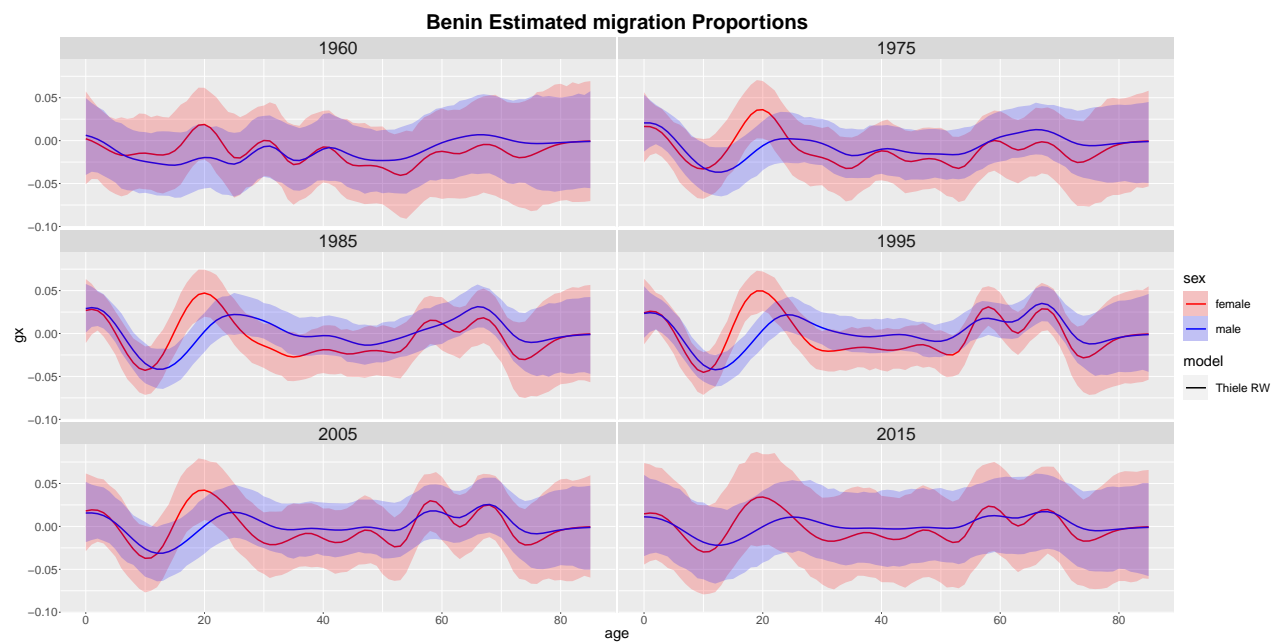 Benin Estimated migration Proportions
1960
1975
0.05
0.00
−0.05
−0.10
1985
1995
0.05
0.00
−0.05
−0.10
2005
2015
0.05
0.00
−0.05
−0.10
0 20 40 60 80
0 20 40 60 80
age
gx
sex
female
male
model
Thiele RW